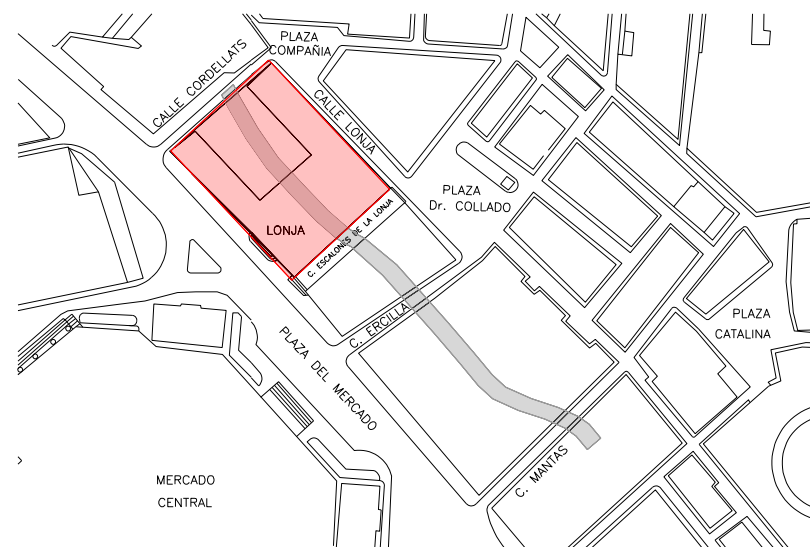 PLAZA
COMPAÑIA
CALLE CORDELLATS
CALLE LONJA
PLAZA
Dr. COLLADO
LONJA
C. ESCALONES DE LA LONJA
C. ERCILLA
PLAZA DEL MERCADO
PLAZA
CATALINA
C. MANTAS
MERCADO
CENTRAL